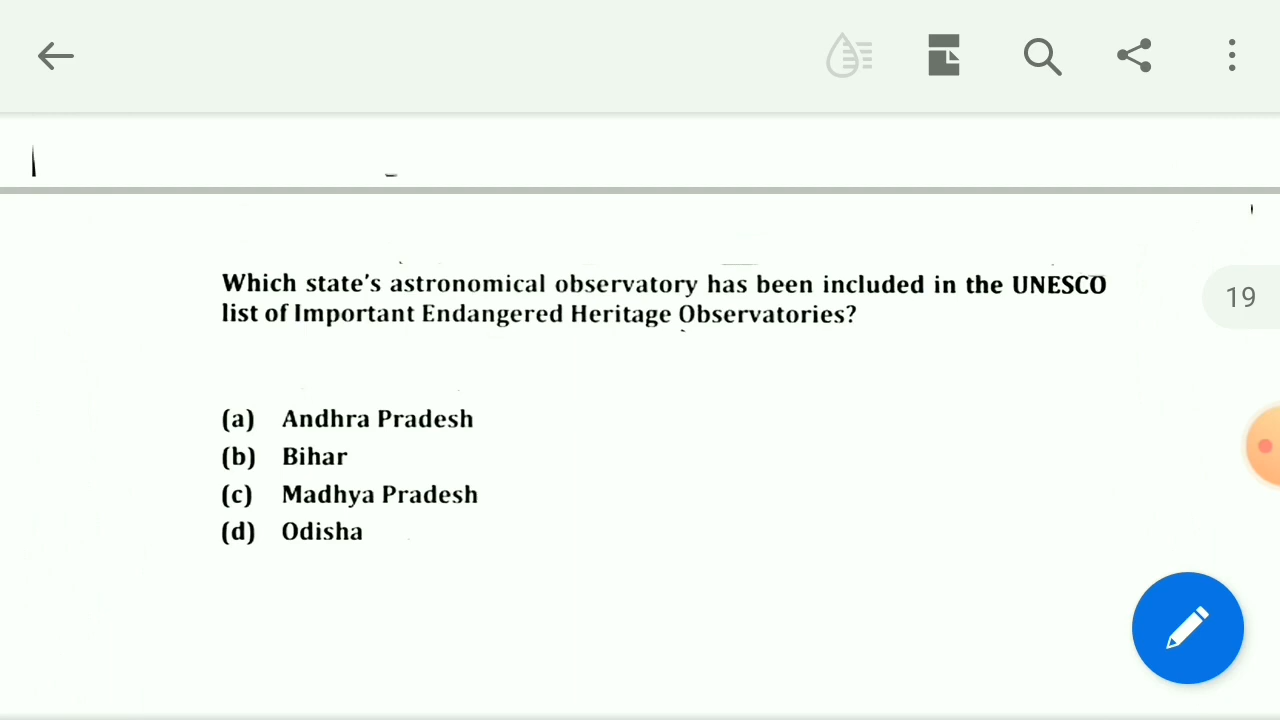 19
Which state's astronomical observatory has been included in the UNESCO
list of Important Endangered Heritage Observatories?
(a) Andhra Pradesh
(b) Bihar
(c) Madhya Pradesh
(d) Odisha